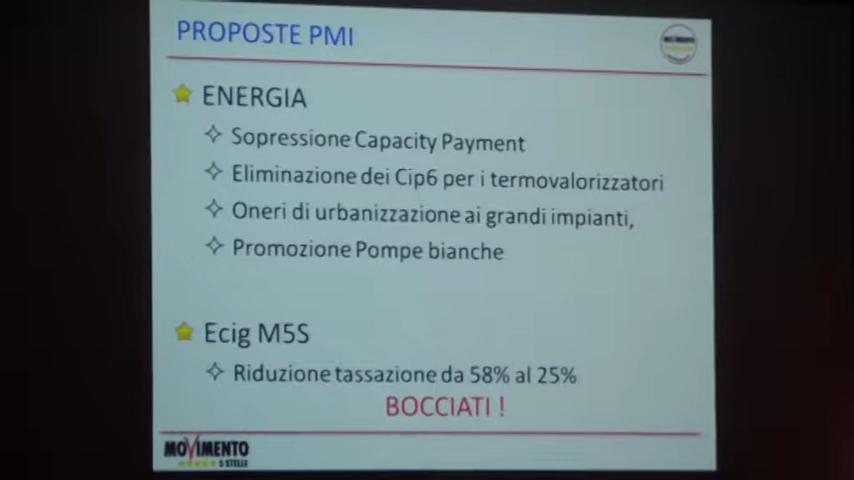 PROPOSTE PMI
MOVIMENTO
ENERGIA
Sopressione Capacity Payment
Eliminazione dei Cip6 per i termovalorizzatori
Oneri di urbanizzazione ai grandi impianti,
Promozione Pompe bianche
Ecig M5S
Riduzione tassazione da 58% al 25%
BOCCIATI !
MOVIMENTO
5 STELLE